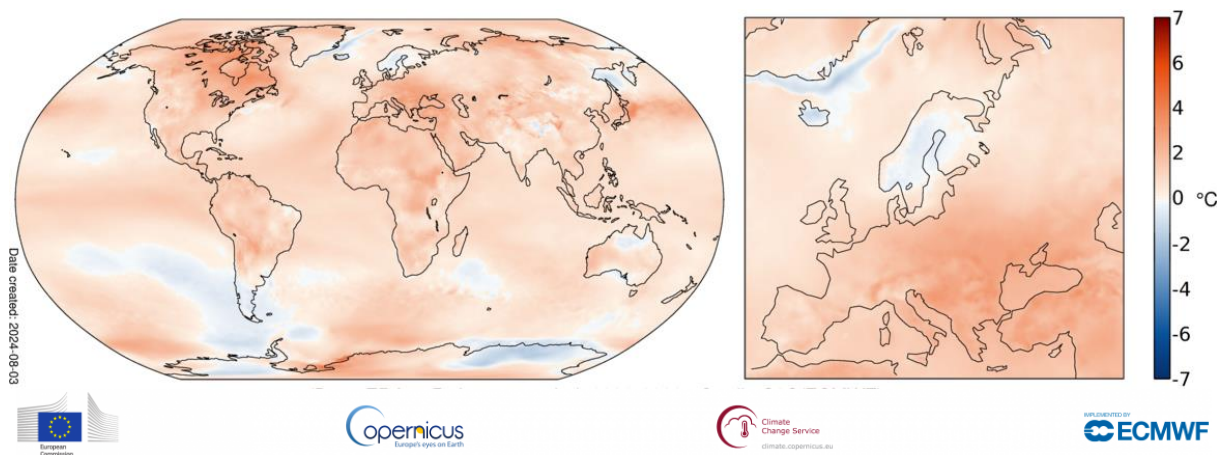 7
4
2
0 °C
-2
-4
-6
-7
Date created: 2024-08-03
European
Commission
opernicus
Europe's eyes on Earth
Climate
Change Service
climate.copernicus.eu
IMPLEMENTED BY
ECMWF